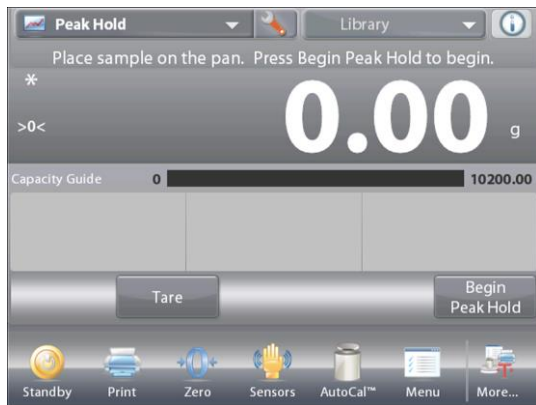 Peak Hold
Library
Place sample on the pan. Press Begin Peak Hold to begin.
*
>0<
0.00 g
Capacity Guide 0 10200.00
Tare
Begin
Peak Hold
Standby Print Zero Sensors AutoCal™ Menu More...